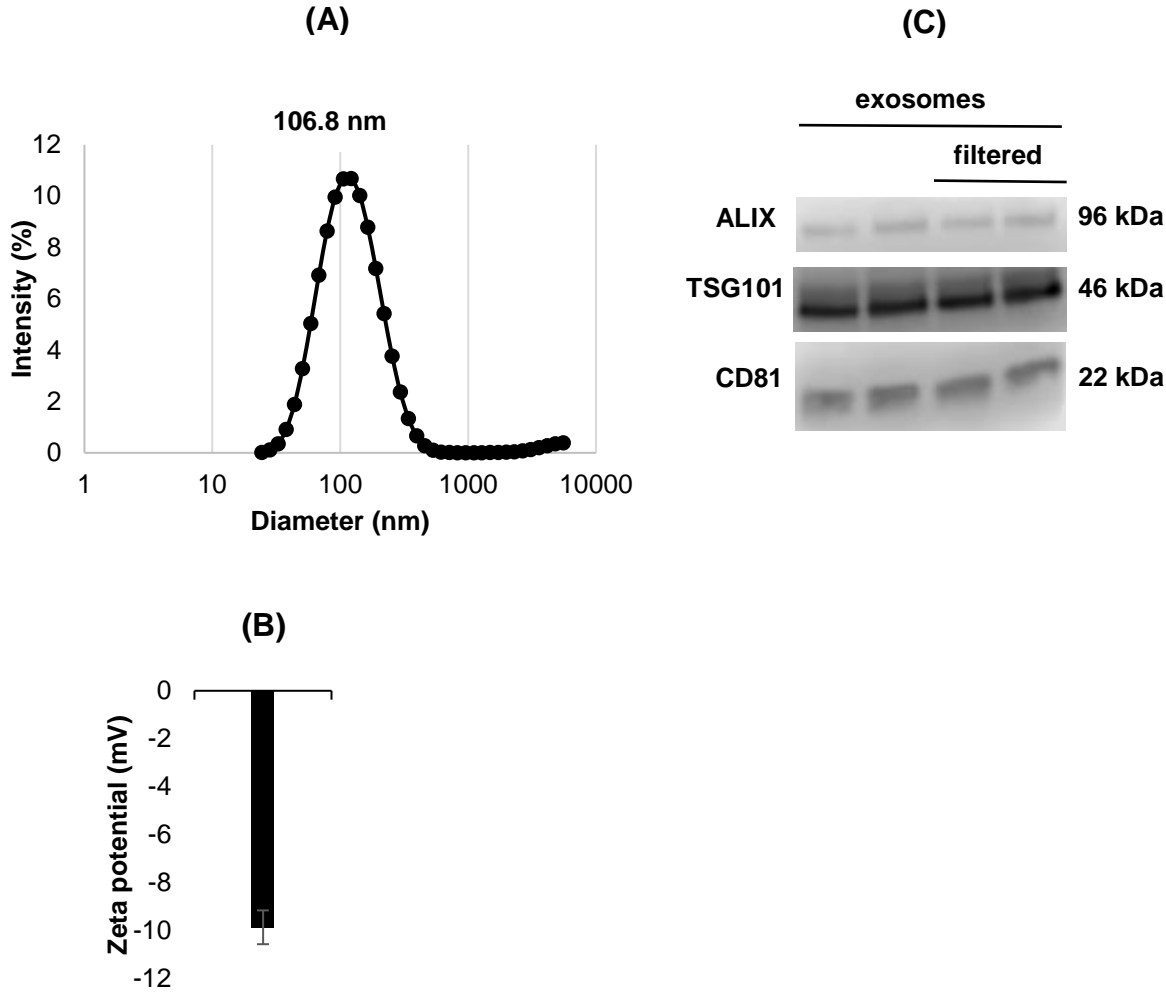 (A)
106.8 nm
12
10
8
6
4
2
0
Intensity (%)
1 10 100 1000 10000
Diameter (nm)
(B)
0
-2
-4
-6
-8
-10
-12
Zeta potential (mV)
(C)
exosomes
filtered
ALIX 96 kDa
TSG101 46 kDa
CD81 22 kDa